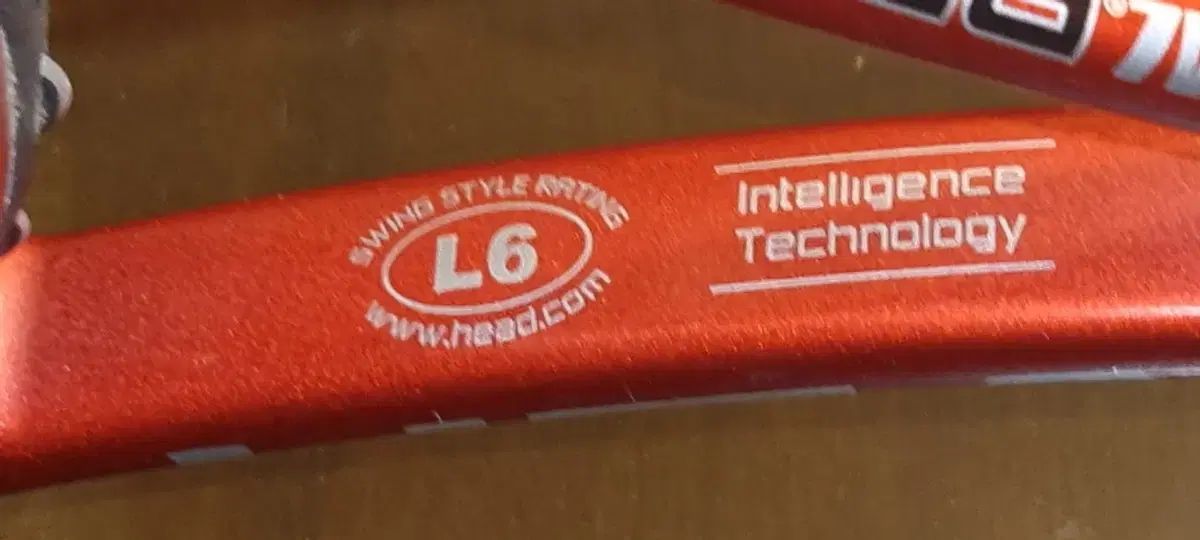 SWING STYLE RATING
L6
www.head.com
Intelligence
Technology